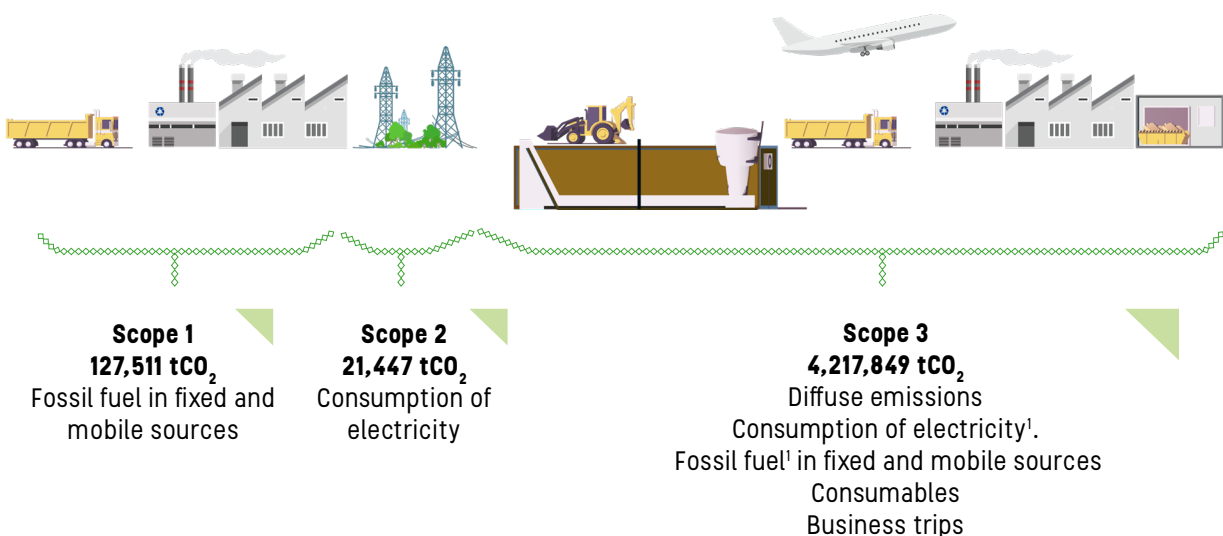 Scope 1
127,511 tCO₂
Fossil fuel in fixed and
mobile sources
Scope 2
21,447 tCO₂
Consumption of
electricity
Scope 3
4,217,849 tCO₂
Diffuse emissions
Consumption of electricity¹.
Fossil fuel¹ in fixed and mobile sources
Consumables
Business trips